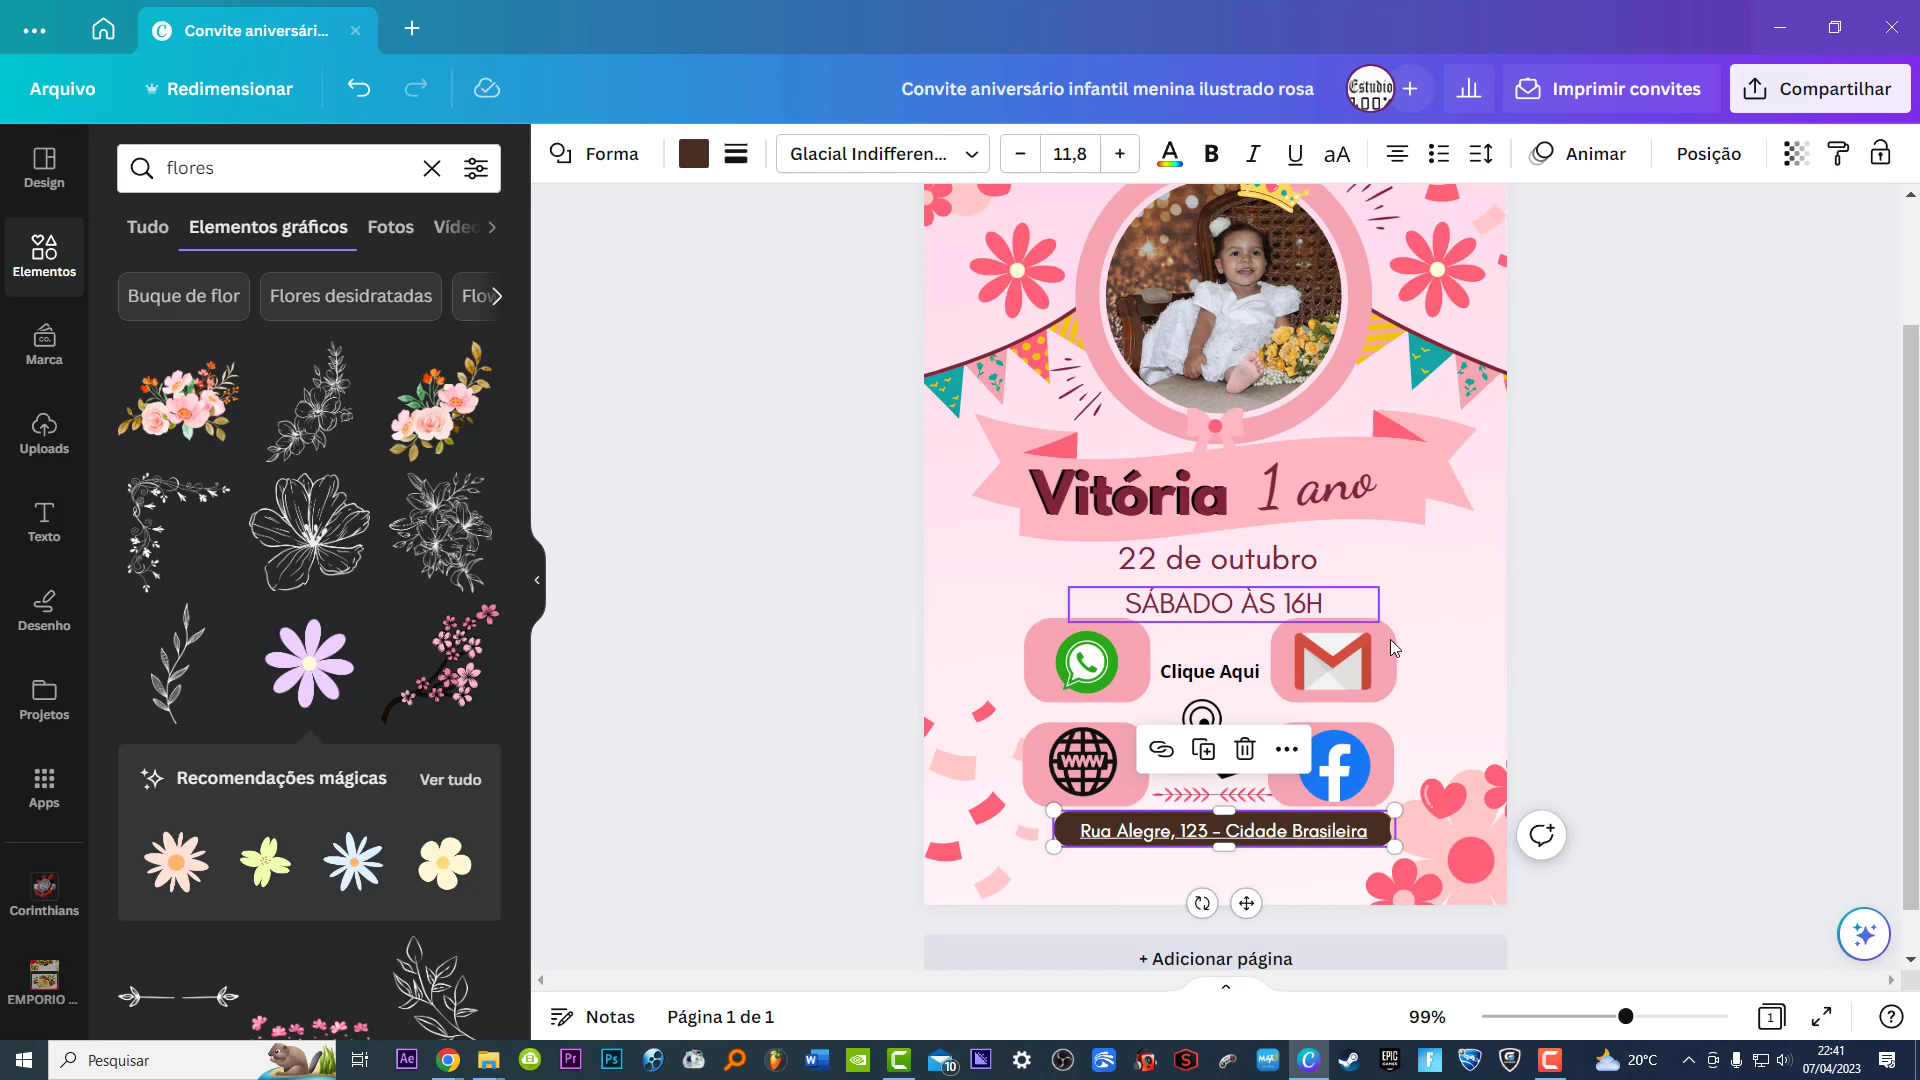 Convite aniversári...
Arquivo
Redimensionar
Convite aniversário infantil menina ilustrado rosa
Estudio
Imprimir convites
Compartilhar
Design
Elementos
Marca
Uploads
Texto
Desenho
Projetos
Apps
Corinthians
EMPORIO ...
flores
Tudo
Elementos gráficos
Fotos
Buque de flor
Flores desidratadas
Recomendações mágicas
Ver tudo
Forma
Glacial Indifferen...
11,8
Animar
Posição
Vitória 1 ano
22 de outubro
SÁBADO ÀS 16H
Clique Aqui
WWW
Rua Alegre, 123 - Cidade Brasileira
+ Adicionar página
Notas
Página 1 de 1
99%
1
Pesquisar
20°C
22:41
07/04/2023